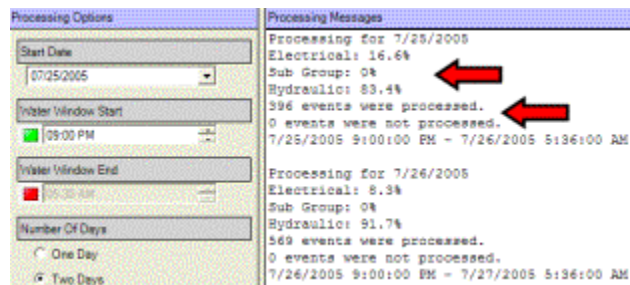 Processing Options
Start Date
07/25/2005
Water Window Start
09:00 PM
Water Window End
05:30 AM
Number Of Days
One Day
Two Days
Processing Messages
Processing for 7/25/2005
Electrical: 16.6%
Sub Group: 0%
Hydraulic: 83.4%
396 events were processed.
0 events were not processed.
7/25/2005 9:00:00 PM - 7/26/2005 5:36:00 AM
Processing for 7/26/2005
Electrical: 8.3%
Sub Group: 0%
Hydraulic: 91.7%
569 events were processed.
0 events were not processed.
7/26/2005 9:00:00 PM - 7/27/2005 5:36:00 AM